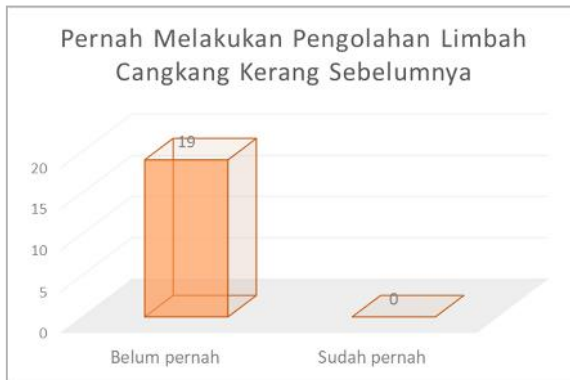 Pernah Melakukan Pengolahan Limbah
Cangkang Kerang Sebelumnya
19
20
15
10
5
0
0
Belum pernah
Sudah pernah